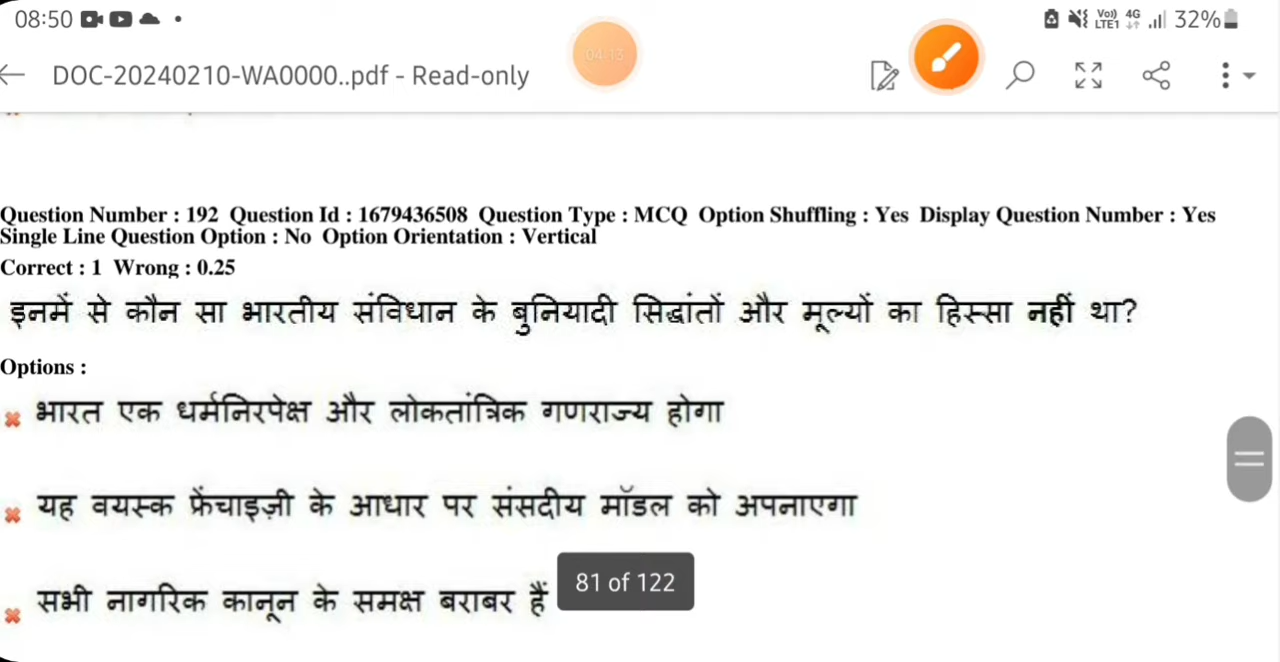 08:50 Vo)) LTE1 4G 32%
04:13
DOC-20240210-WA0000..pdf - Read-only
Question Number : 192 Question Id : 1679436508 Question Type : MCQ Option Shuffling : Yes Display Question Number : Yes
Single Line Question Option : No Option Orientation : Vertical
Correct : 1 Wrong : 0.25
इनमें से कौन सा भारतीय संविधान के बुनियादी सिद्धांतों और मूल्यों का हिस्सा नहीं था?
Options :
भारत एक धर्मनिरपेक्ष और लोकतांत्रिक गणराज्य होगा
यह वयस्क फ्रेंचाइज़ी के आधार पर संसदीय मॉडल को अपनाएगा
सभी नागरिक कानून के समक्ष बराबर हैं
81 of 122